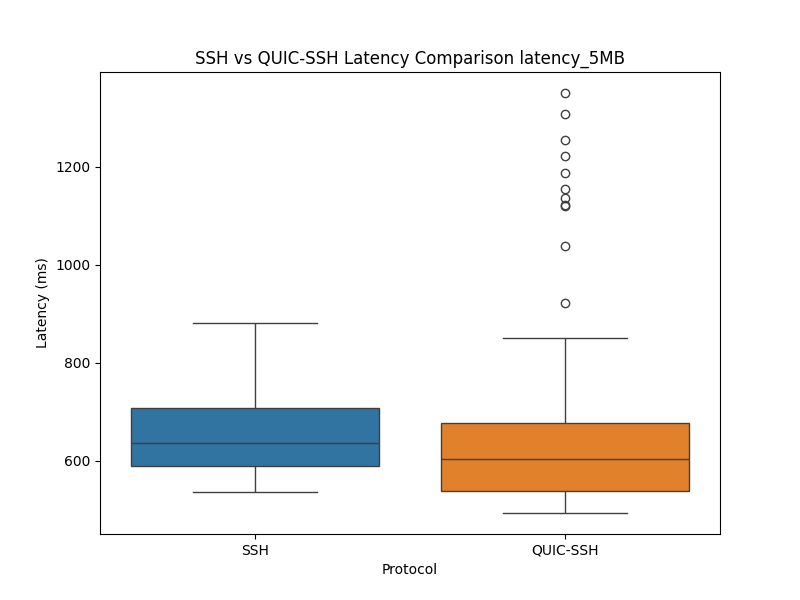 SSH vs QUIC-SSH Latency Comparison latency_5MB
1200
1000
800
600
Latency (ms)
SSH
QUIC-SSH
Protocol